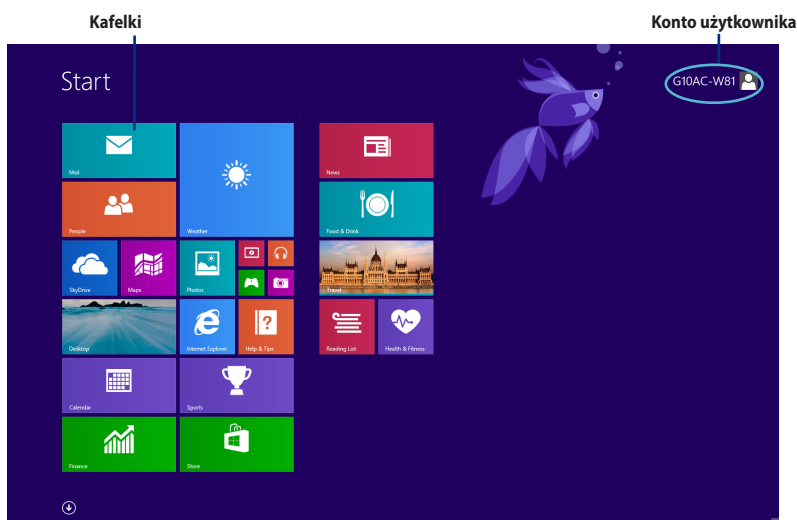 Kafelki
Konto użytkownika
Start
G10AC-W81
Mail
Weather
News
People
Food & Drink
SkyDrive
Maps
Photos
Travel
Desktop
Internet Explorer
Help & Tips
Reading List
Health & Fitness
Calendar
Sports
Finance
Store